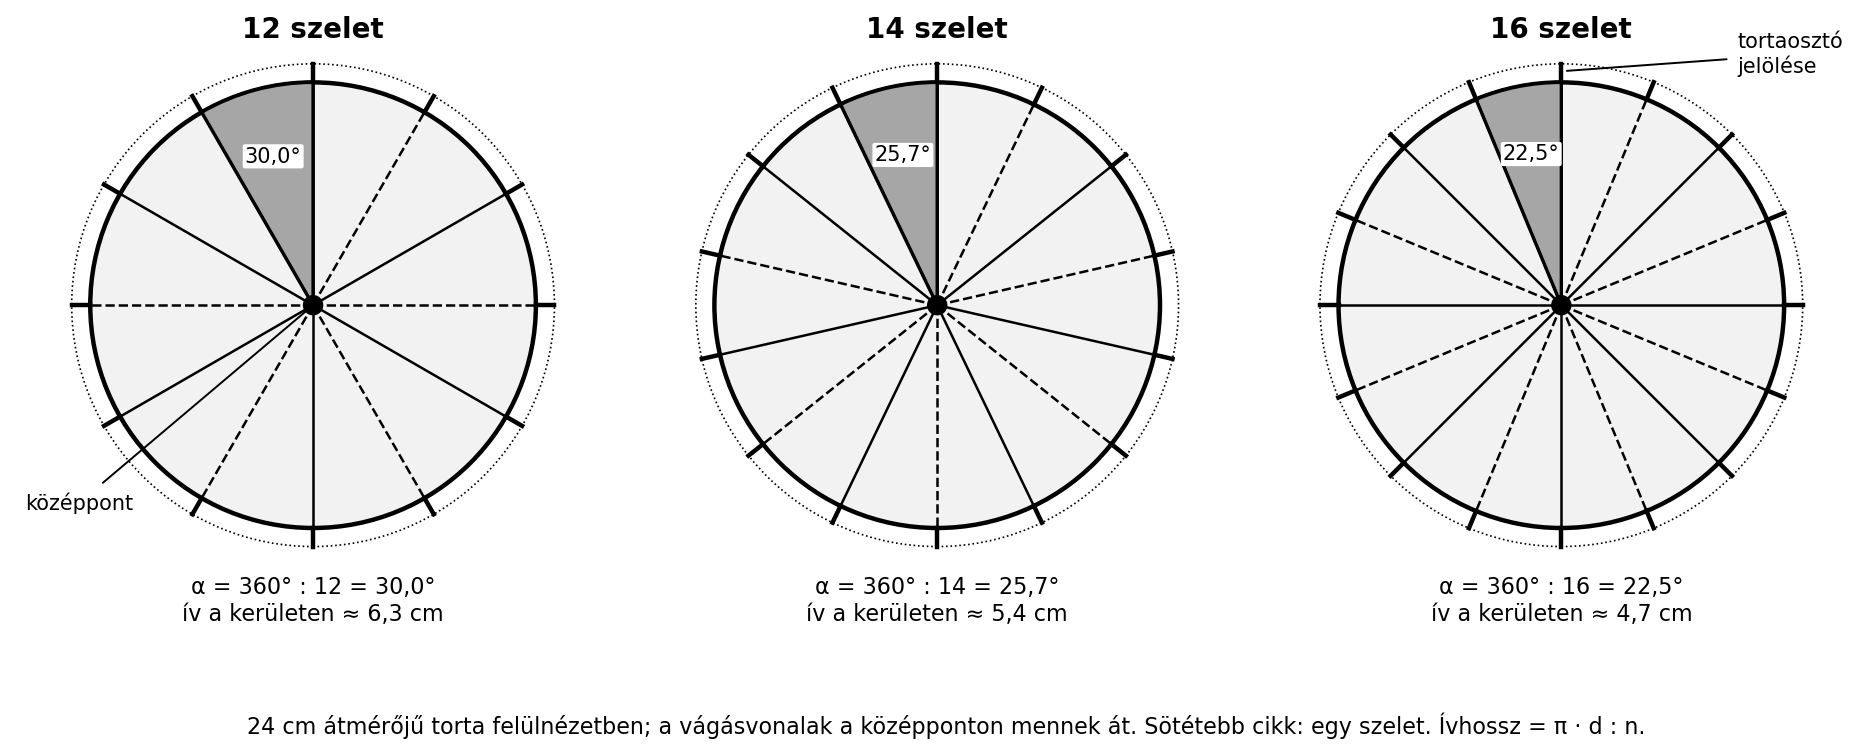 12 szelet
14 szelet
16 szelet
tortaosztó
jelölése
30,0°
25,7°
22,5°
középpont
α = 360° : 12 = 30,0°
ív a kerületen ≈ 6,3 cm
α = 360° : 14 = 25,7°
ív a kerületen ≈ 5,4 cm
α = 360° : 16 = 22,5°
ív a kerületen ≈ 4,7 cm
24 cm átmérőjű torta felülnézetben; a vágásvonalak a középponton mennek át. Sötétebb cikk: egy szelet. Ívhossz = π · d : n.